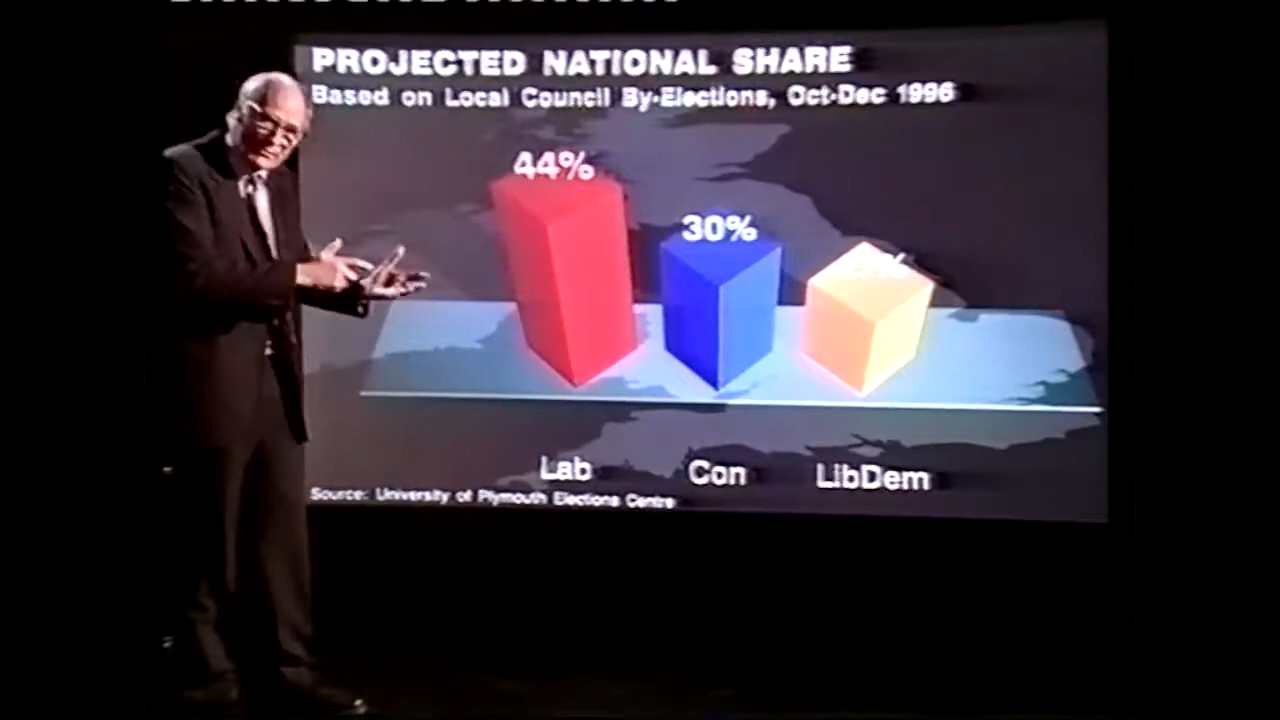 PROJECTED NATIONAL SHARE
Based on Local Council By-Elections, Oct-Dec 1996
44%
30%
Lab
Con
LibDem
Source: University of Plymouth Elections Centre